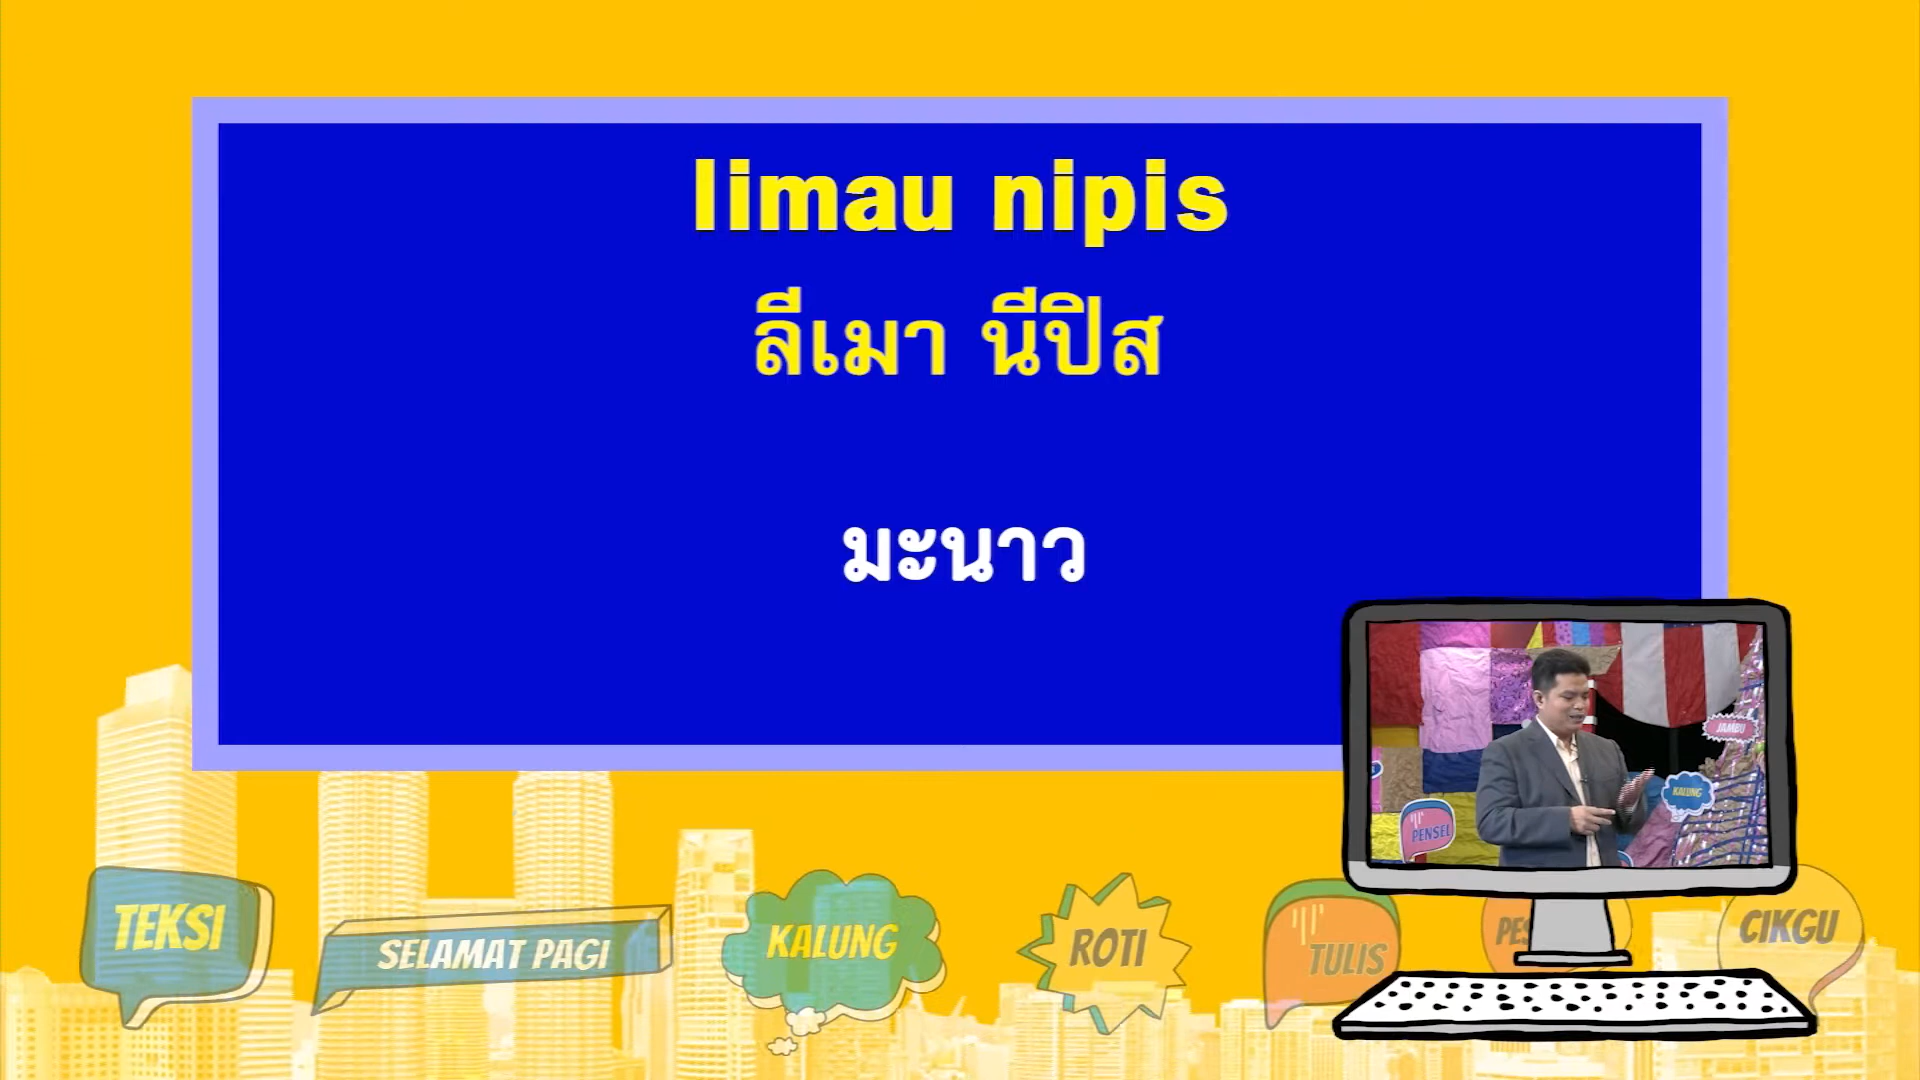 limau nipis
ลีเมา นีปิส
มะนาว
JAMBU
KALUNG
PENSEL
TEKSI
SELAMAT PAGI
KALUNG
ROTI
TULIS
CIKGU